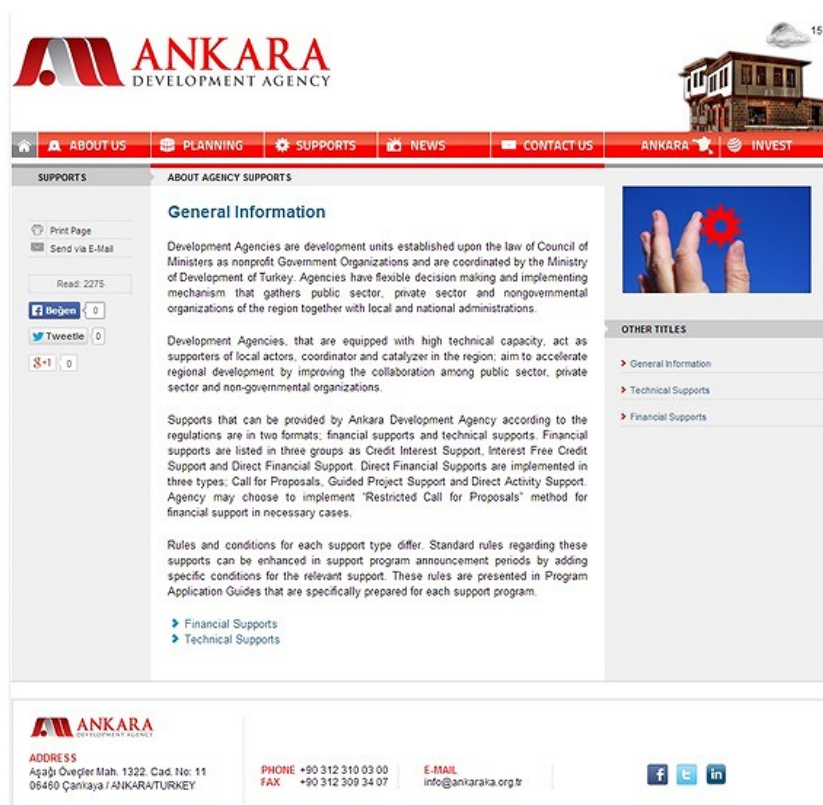 ANKARA
DEVELOPMENT AGENCY
15
ABOUT US
PLANNING
SUPPORTS
NEWS
CONTACT US
ANKARA
INVEST
SUPPORTS
ABOUT AGENCY SUPPORTS
Print Page
Send via E-Mail
Read: 2275
Beğen 0
Tweetle 0
g+1 0
General Information
Development Agencies are development units established upon the law of Council of
Ministers as nonprofit Government Organizations and are coordinated by the Ministry
of Development of Turkey. Agencies have flexible decision making and implementing
mechanism that gathers public sector, private sector and nongovernmental
organizations of the region together with local and national administrations.
Development Agencies, that are equipped with high technical capacity, act as
supporters of local actors, coordinator and catalyzer in the region; aim to accelerate
regional development by improving the collaboration among public sector, private
sector and non-governmental organizations.
Supports that can be provided by Ankara Development Agency according to the
regulations are in two formats; financial supports and technical supports. Financial
supports are listed in three groups as Credit Interest Support, Interest Free Credit
Support and Direct Financial Support. Direct Financial Supports are implemented in
three types; Call for Proposals, Guided Project Support and Direct Activity Support.
Agency may choose to implement "Restricted Call for Proposals" method for
financial support in necessary cases.
Rules and conditions for each support type differ. Standard rules regarding these
supports can be enhanced in support program announcement periods by adding
specific conditions for the relevant support. These rules are presented in Program
Application Guides that are specifically prepared for each support program.
Financial Supports
Technical Supports
OTHER TITLES
General Information
Technical Supports
Financial Supports
ANKARA
DEVELOPMENT AGENCY
ADDRESS
Aşağı Öveçler Mah. 1322. Cad. No: 11
06460 Çankaya / ANKARA/TURKEY
PHONE +90 312 310 03 00
FAX +90 312 309 34 07
E-MAIL
info@ankaraka.org.tr